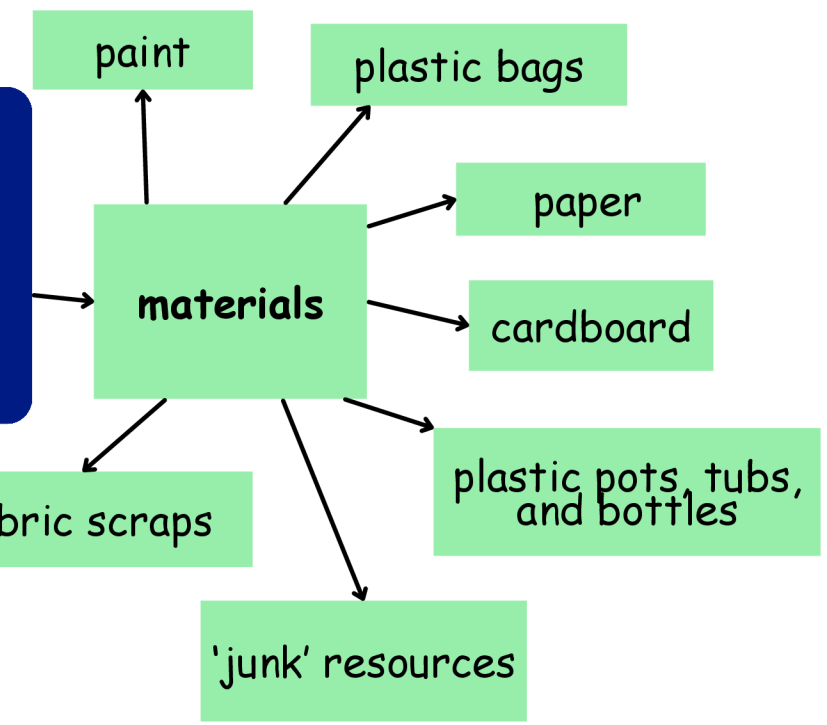 paint
plastic bags
paper
materials
cardboard
plastic pots, tubs,
and bottles
bric scraps
'junk' resources